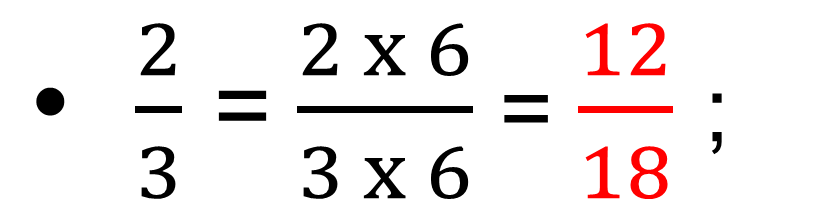 • 2/3 = 2 x 6/3 x 6 = 12/18 ;